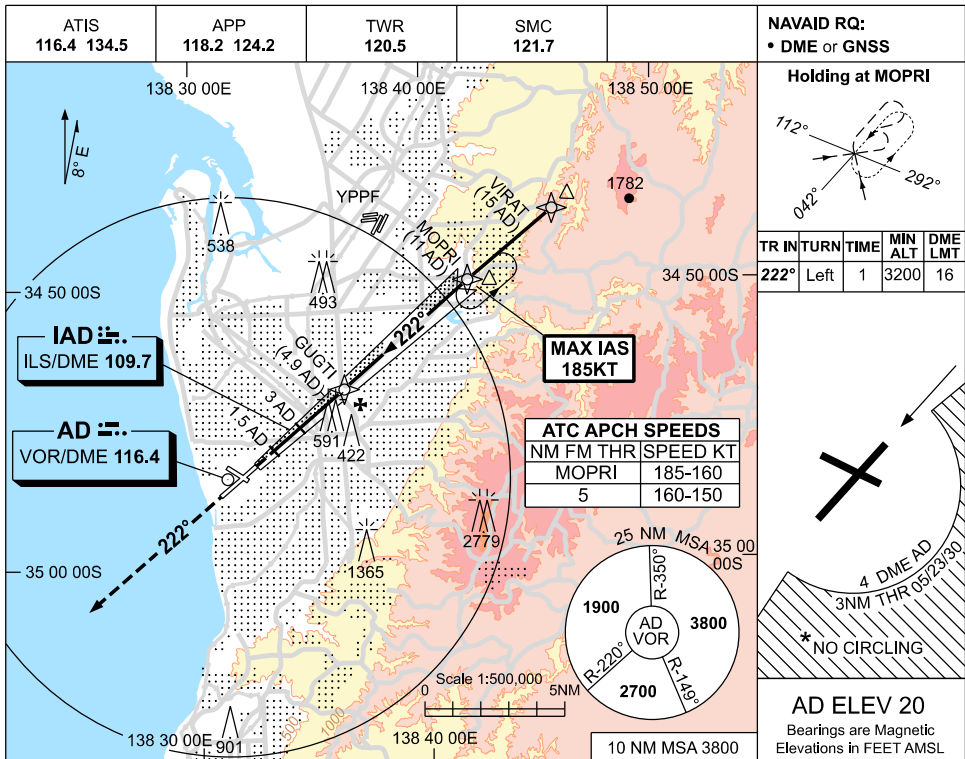 ATIS
116.4 134.5
APP
118.2 124.2
TWR
120.5
SMC
121.7
NAVAID RQ:
• DME or GNSS
138 30 00E
138 40 00E
138 50 00E
8° E
538
YPPF
493
VIRAT
(15 AD)
1782
MOPRI
(11 AD)
34 50 00S
34 50 00S
222°
MAX IAS
185KT
IAD
ILS/DME 109.7
GUGTI
(4.9 AD)
3 AD
1.5 AD
591
422
AD
VOR/DME 116.4
ATC APCH SPEEDS
NM FM THR SPEED KT
MOPRI 185-160
5 160-150
222°
2779
1365
35 00 00S
35 00
00S
25 NM MSA
R-350°
1900
3800
AD
VOR
R-220°
R-149°
2700
Scale 1:500,000
0 5NM
500
1000
901
138 30 00E
138 40 00E
10 NM MSA 3800
Holding at MOPRI
112°
292°
042°
TR IN TURN TIME MIN ALT DME LMT
222° Left 1 3200 16
4 DME AD
3NM THR 05/23/30
*NO CIRCLING
AD ELEV 20
Bearings are Magnetic
Elevations in FEET AMSL